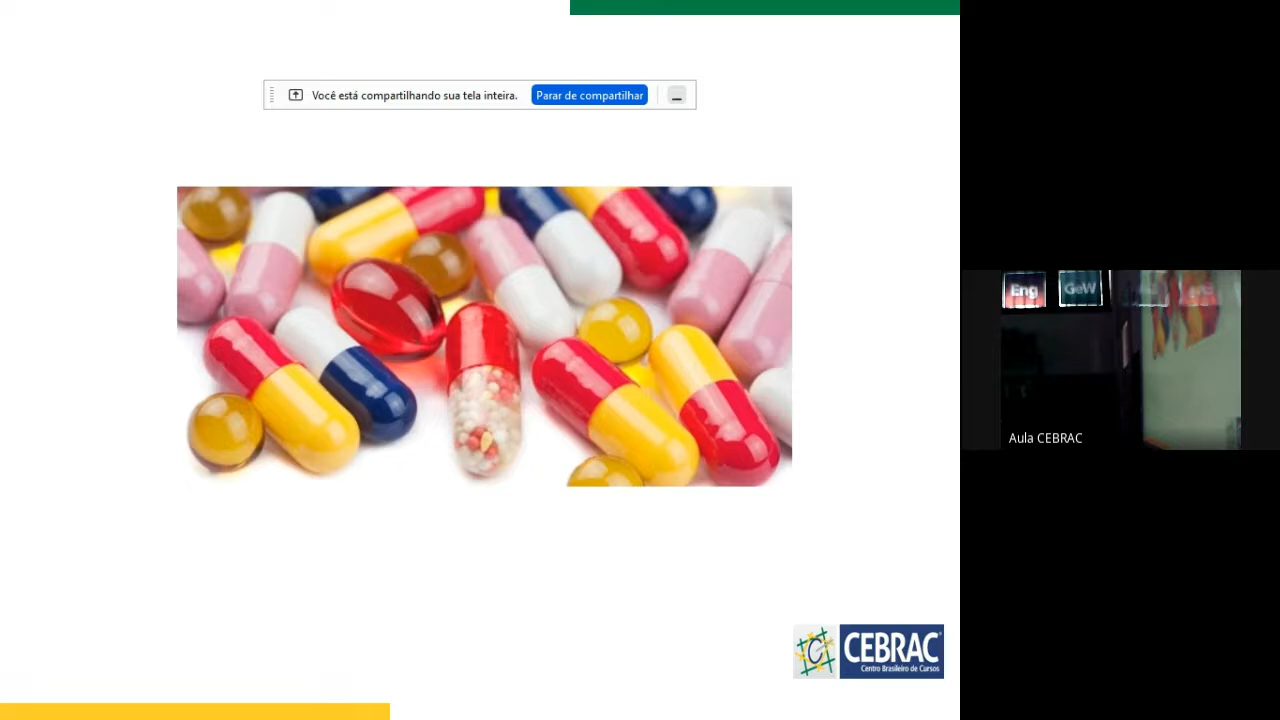 Você está compartilhando sua tela inteira.
Parar de compartilhar
Eng
GeW
Aula CEBRAC
CEBRAC
Centro Brasileiro de Cursos